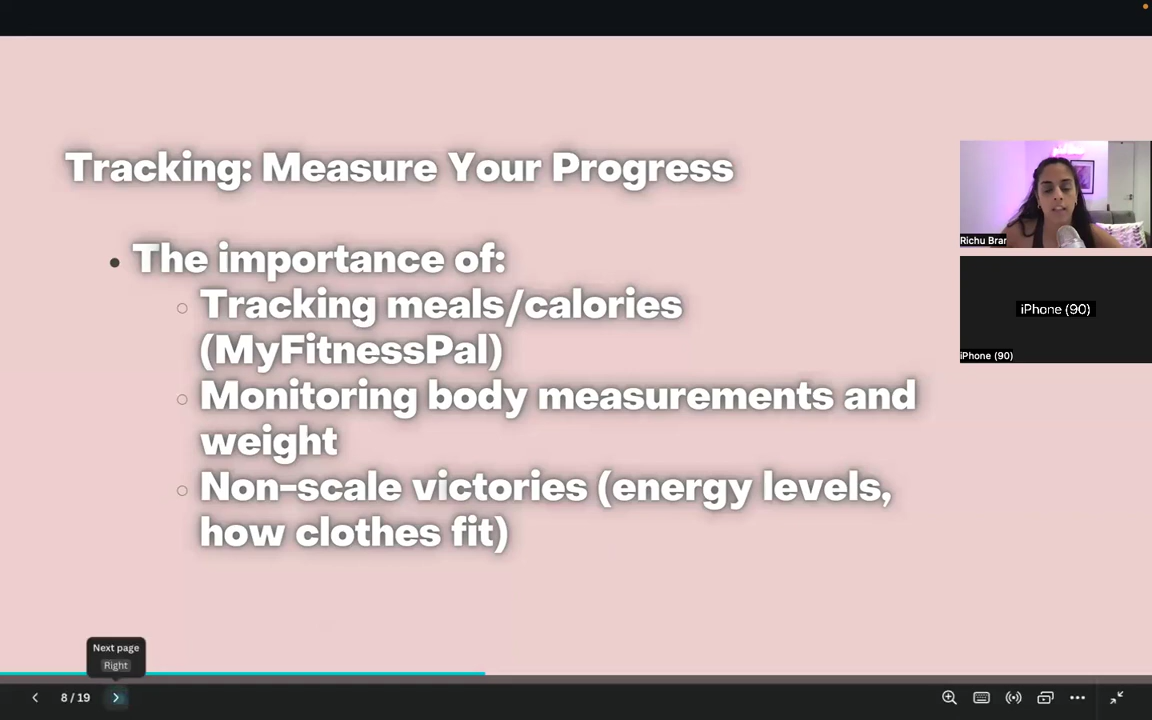 Tracking: Measure Your Progress
The importance of:
Tracking meals/calories
(MyFitnessPal)
Monitoring body measurements and
weight
Non-scale victories (energy levels,
how clothes fit)
Richu Bran
iPhone (90)
iPhone (90)
Next page
Right
8 / 19